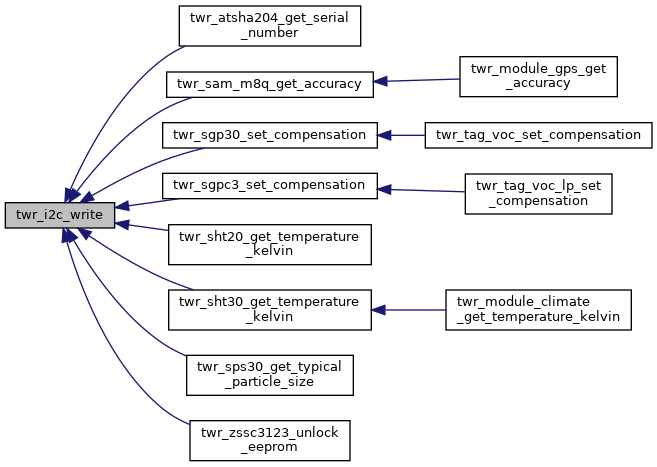 twr_atsha204_get_serial
_number
twr_sam_m8q_get_accuracy
twr_module_gps_get
_accuracy
twr_sgp30_set_compensation
twr_tag_voc_set_compensation
twr_sgpc3_set_compensation
twr_tag_voc_lp_set
_compensation
twr_i2c_write
twr_sht20_get_temperature
_kelvin
twr_sht30_get_temperature
_kelvin
twr_module_climate
_get_temperature_kelvin
twr_sps30_get_typical
_particle_size
twr_zssc3123_unlock
_eeprom